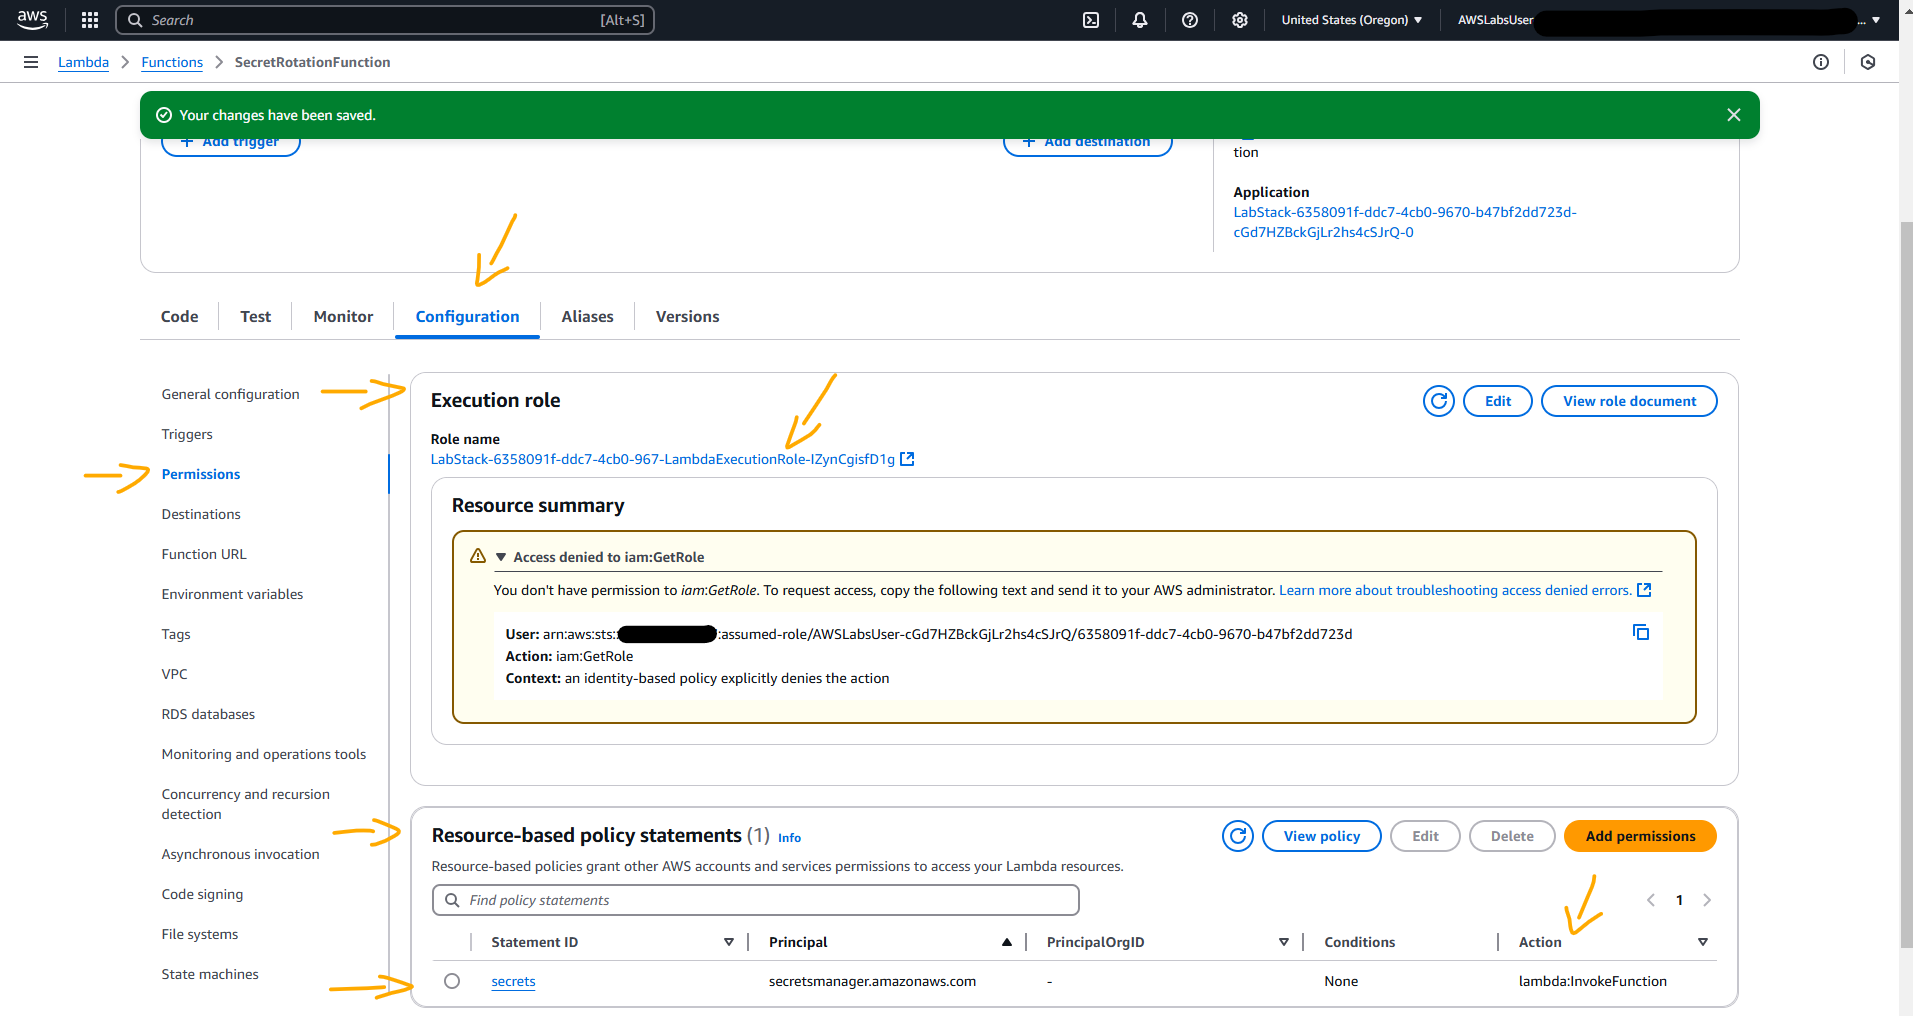 aws
Search [Alt+S]
United States (Oregon)
AWSLabsUser ...
Lambda > Functions > SecretRotationFunction
Your changes have been saved.
+ Add trigger
+ Add destination
tion
Application
LabStack-6358091f-ddc7-4cb0-9670-b47bf2dd723d-
cGd7HZBckGjLr2hs4cSJrQ-0
Code
Test
Monitor
Configuration
Aliases
Versions
General configuration
Triggers
Permissions
Destinations
Function URL
Environment variables
Tags
VPC
RDS databases
Monitoring and operations tools
Concurrency and recursion
detection
Asynchronous invocation
Code signing
File systems
State machines
Execution role
Edit
View role document
Role name
LabStack-6358091f-ddc7-4cb0-967-LambdaExecutionRole-IZynCgisfD1g
Resource summary
Access denied to iam:GetRole
You don't have permission to iam:GetRole. To request access, copy the following text and send it to your AWS administrator. Learn more about troubleshooting access denied errors.
User: arn:aws:sts: :assumed-role/AWSLabsUser-cGd7HZBckGjLr2hs4cSJrQ/6358091f-ddc7-4cb0-9670-b47bf2dd723d
Action: iam:GetRole
Context: an identity-based policy explicitly denies the action
Resource-based policy statements (1) Info
View policy
Edit
Delete
Add permissions
Resource-based policies grant other AWS accounts and services permissions to access your Lambda resources.
Find policy statements
1
Statement ID
Principal
PrincipalOrgID
Conditions
Action
secrets
secretsmanager.amazonaws.com
-
None
lambda:InvokeFunction